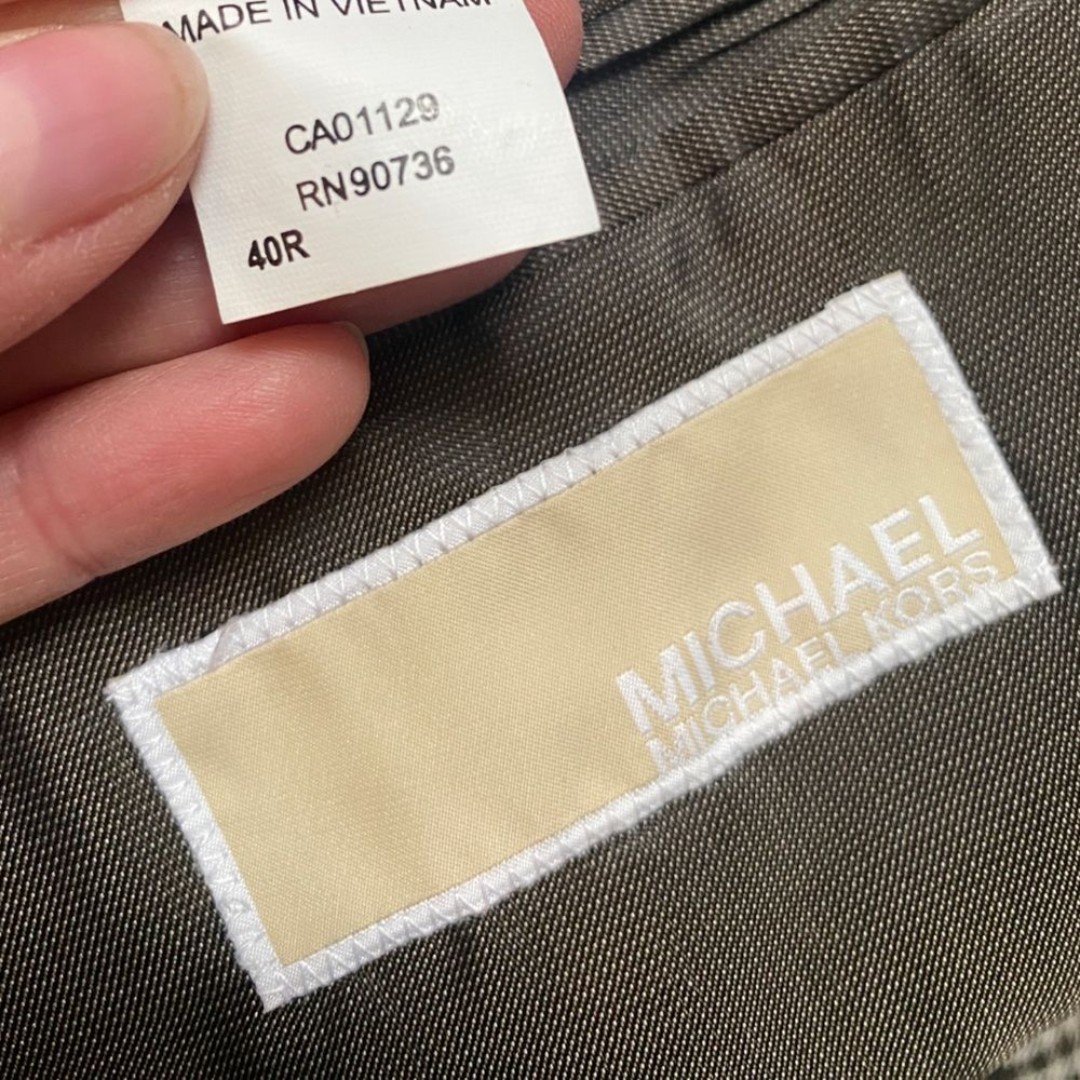 MADE IN VIETNAM
CA01129
RN90736
40R
MICHAEL
MICHAEL KORS